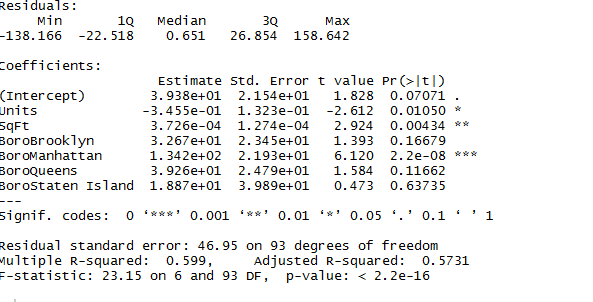 Residuals:
     Min       1Q   Median       3Q      Max
-138.166  -22.518    0.651   26.854  158.642
Coefficients:
                    Estimate Std. Error t value Pr(>|t|)
(Intercept)        3.938e+01  2.154e+01   1.828  0.07071 .
Units             -3.455e-01  1.323e-01  -2.612  0.01050 *
SqFt               3.726e-04  1.274e-04   2.924  0.00434 **
BoroBrooklyn       3.267e+01  2.345e+01   1.393  0.16679
BoroManhattan      1.342e+02  2.193e+01   6.120  2.2e-08 ***
BoroQueens         3.926e+01  2.479e+01   1.584  0.11662
BoroStaten Island  1.887e+01  3.989e+01   0.473  0.63735
---
Signif. codes:  0 ‘***’ 0.001 ‘**’ 0.01 ‘*’ 0.05 ‘.’ 0.1 ‘ ’ 1
Residual standard error: 46.95 on 93 degrees of freedom
Multiple R-squared:  0.599,     Adjusted R-squared:  0.5731
F-statistic: 23.15 on 6 and 93 DF,  p-value: < 2.2e-16